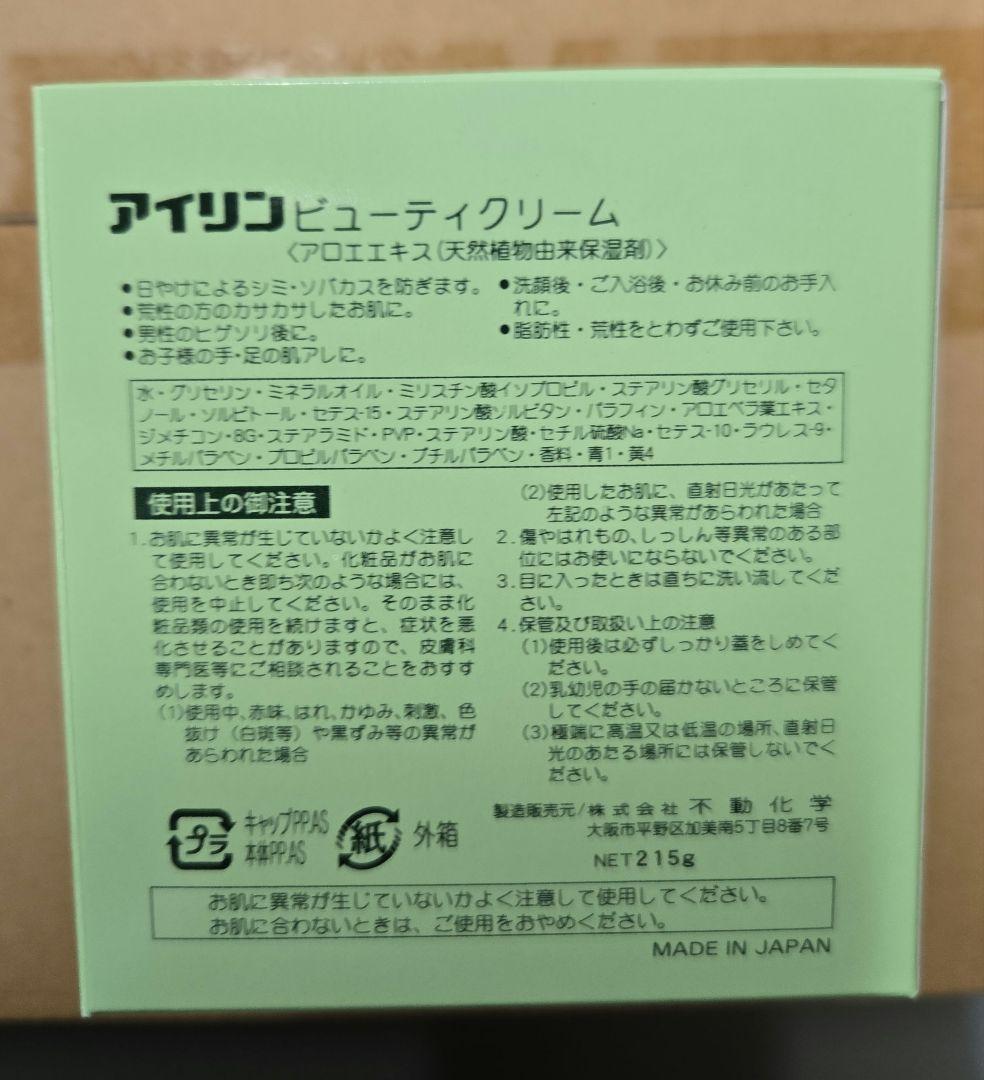 アイリンビューティクリーム
〈アロエエキス(天然植物由来保湿剤)〉
●日やけによるシミ・ソバカスを防ぎます。
●荒性の方のカサカサしたお肌に。
●男性のヒゲソリ後に。
●お子様の手・足の肌アレに。
●洗顔後・ご入浴後・お休み前のお手入
れに。
●脂肪性・荒性をとわずご使用下さい。
水・グリセリン・ミネラルオイル・ミリスチン酸イソプロピル・ステアリン酸グリセリル・セタ
ノール・ソルビトール・セテス-15・ステアリン酸ソルビタン・パラフィン・アロエベラ葉エキス・
ジメチコン・BG・ステアラミド・PVP・ステアリン酸・セチル硫酸Na・セテス-10・ラウレス-9・
メチルパラベン・プロピルパラベン・ブチルパラベン・香料・青1・黄4
使用上の御注意
1.お肌に異常が生じていないかよく注意し
て使用してください。化粧品がお肌に
合わないとき即ち次のような場合には、
使用を中止してください。そのまま化
粧品類の使用を続けますと、症状を悪
化させることがありますので、皮膚科
専門医等にご相談されることをおすす
めします。
(1)使用中、赤味、はれ、かゆみ、刺激、色
抜け(白斑等)や黒ずみ等の異常が
あらわれた場合
(2)使用したお肌に、直射日光があたって
左記のような異常があらわれた場合
2.傷やはれもの、しっしん等異常のある部
位にはお使いにならないでください。
3.目に入ったときは直ちに洗い流してくだ
さい。
4.保管及び取扱い上の注意
(1)使用後は必ずしっかり蓋をしめてく
ださい。
(2)乳幼児の手の届かないところに保管
してください。
(3)極端に高温又は低温の場所、直射日
光のあたる場所には保管しないでく
ださい。
プラ
キャップPP.AS
本体PP.AS
紙
外箱
製造販売元/株式会社 不動化学
大阪市平野区加美南5丁目8番7号
NET215g
お肌に異常が生じていないかよく注意して使用してください。
お肌に合わないときは、ご使用をおやめください。
MADE IN JAPAN